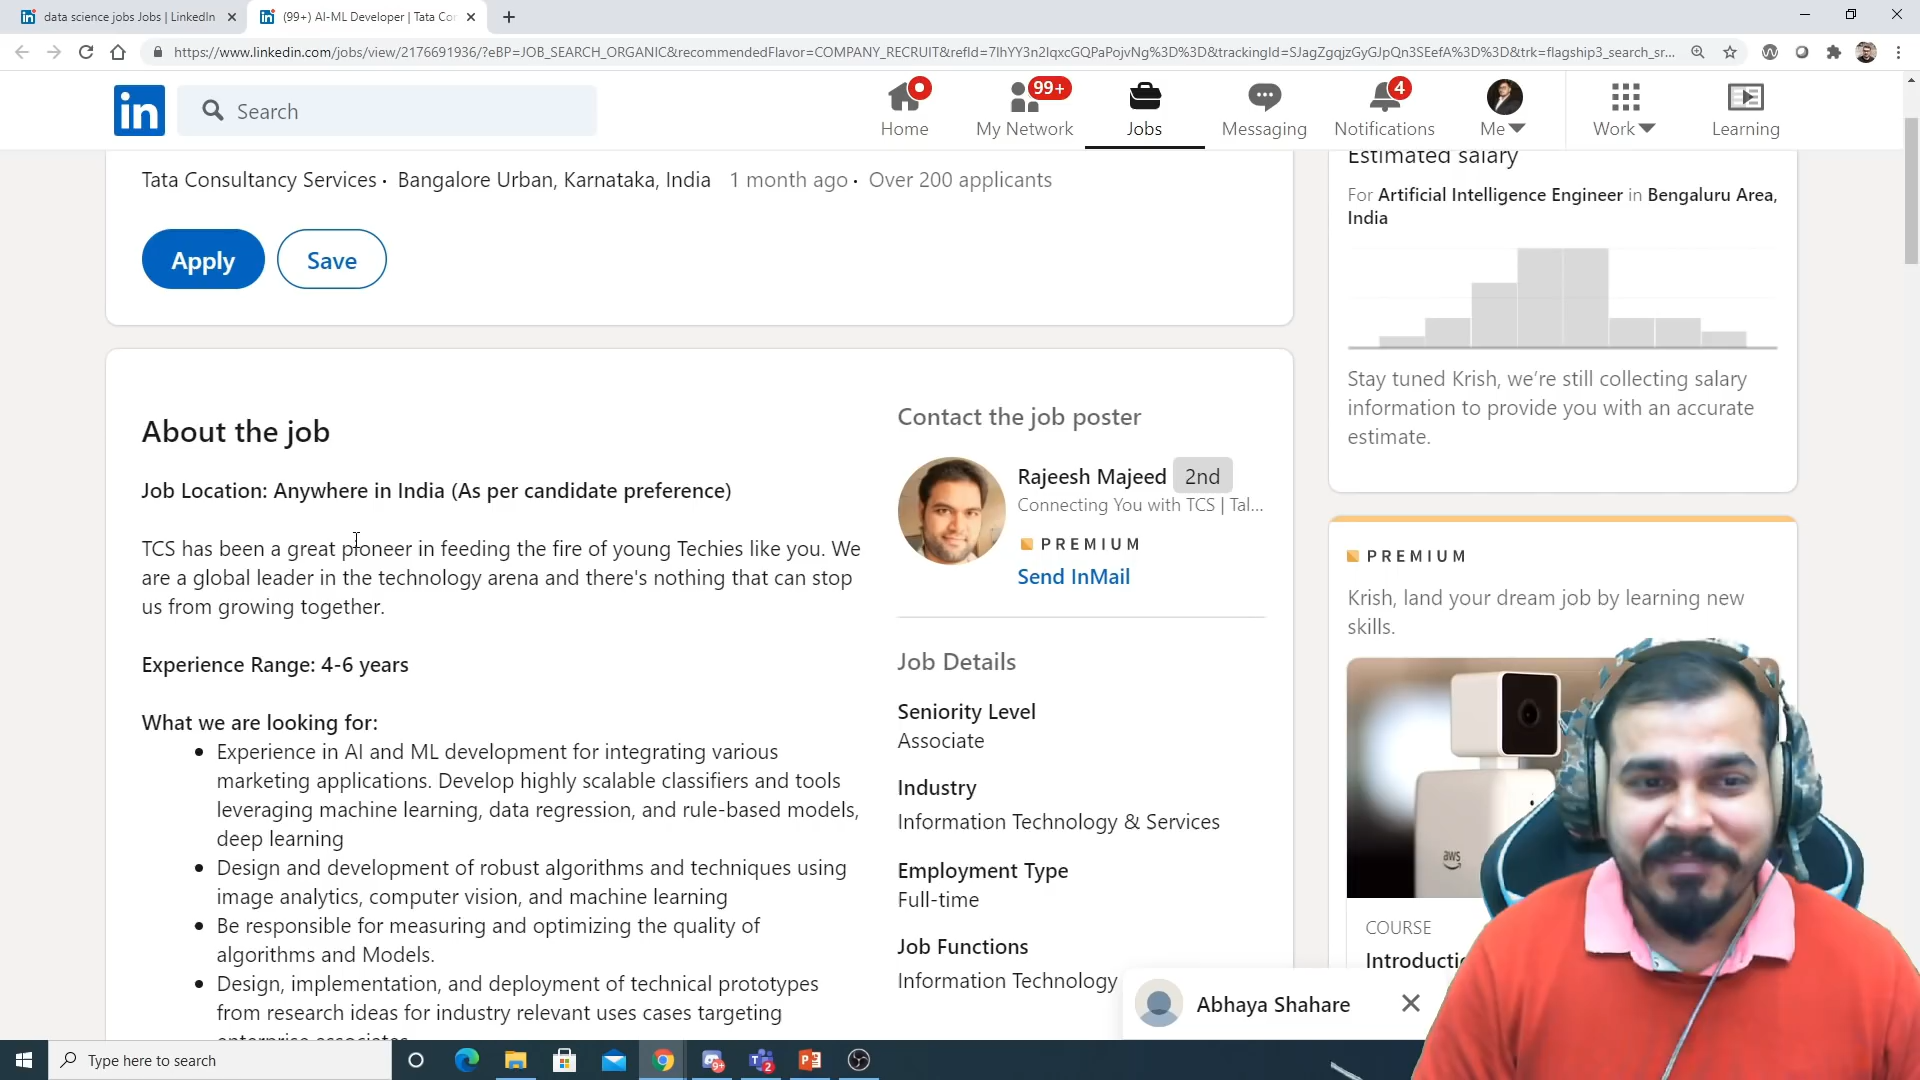 data science jobs Jobs | LinkedIn
(99+) AI-ML Developer | Tata Co
https://www.linkedin.com/jobs/view/2176691936/?eBP=JOB_SEARCH_ORGANIC&recommendedFlavor=COMPANY_RECRUIT&refId=7IhYY3n2IqxcGQPaPojvNg%3D%3D&trackingId=SJagZgqjzGyGJpQn3SEefA%3D%3D&trk=flagship3_search_sr...
in
Search
99+
4
Home
My Network
Jobs
Messaging
Notifications
Me
Work
Learning
Tata Consultancy Services · Bangalore Urban, Karnataka, India 1 month ago · Over 200 applicants
Apply
Save
About the job
Job Location: Anywhere in India (As per candidate preference)
TCS has been a great pioneer in feeding the fire of young Techies like you. We
are a global leader in the technology arena and there's nothing that can stop
us from growing together.
Experience Range: 4-6 years
What we are looking for:
• Experience in AI and ML development for integrating various
marketing applications. Develop highly scalable classifiers and tools
leveraging machine learning, data regression, and rule-based models,
deep learning
• Design and development of robust algorithms and techniques using
image analytics, computer vision, and machine learning
• Be responsible for measuring and optimizing the quality of
algorithms and Models.
• Design, implementation, and deployment of technical prototypes
from research ideas for industry relevant uses cases targeting
enterprise associates
Contact the job poster
Rajeesh Majeed 2nd
Connecting You with TCS | Tal...
PREMIUM
Send InMail
Job Details
Seniority Level
Associate
Industry
Information Technology & Services
Employment Type
Full-time
Job Functions
Information Technology
Estimated salary
For Artificial Intelligence Engineer in Bengaluru Area,
India
Stay tuned Krish, we're still collecting salary
information to provide you with an accurate
estimate.
PREMIUM
Krish, land your dream job by learning new
skills.
aws
COURSE
Introductio
Abhaya Shahare
Type here to search
9+
2